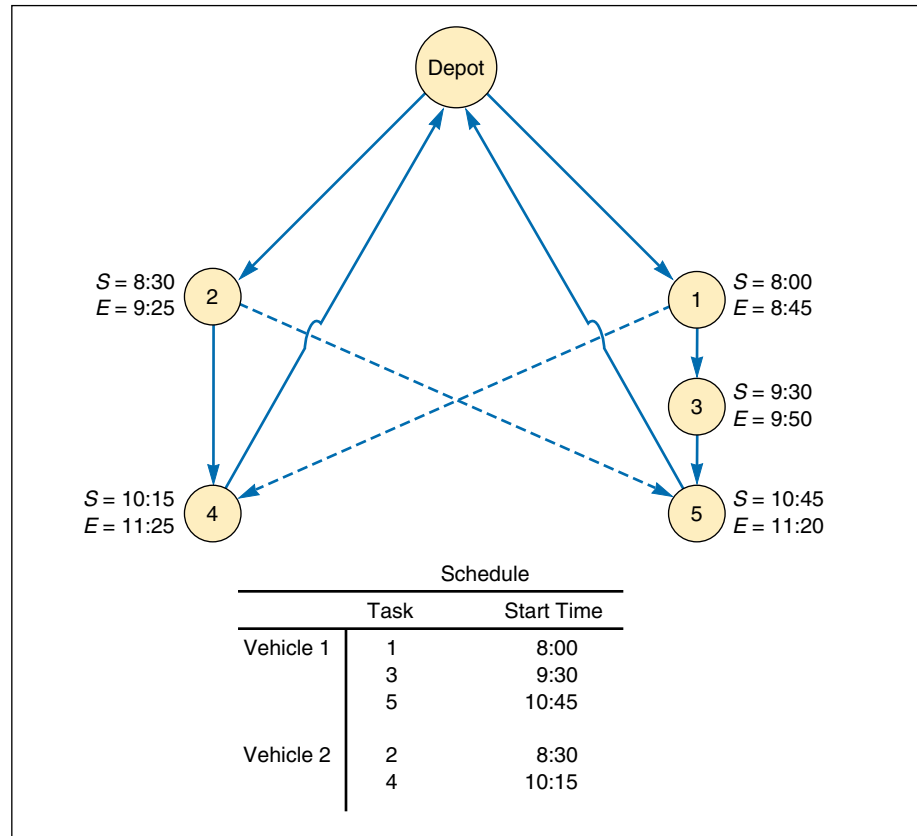 Depot
2
S = 8:30
E = 9:25
1
S = 8:00
E = 8:45
3
S = 9:30
E = 9:50
4
S = 10:15
E = 11:25
5
S = 10:45
E = 11:20
Schedule
Task Start Time
Vehicle 1 1 8:00
3 9:30
5 10:45
Vehicle 2 2 8:30
4 10:15